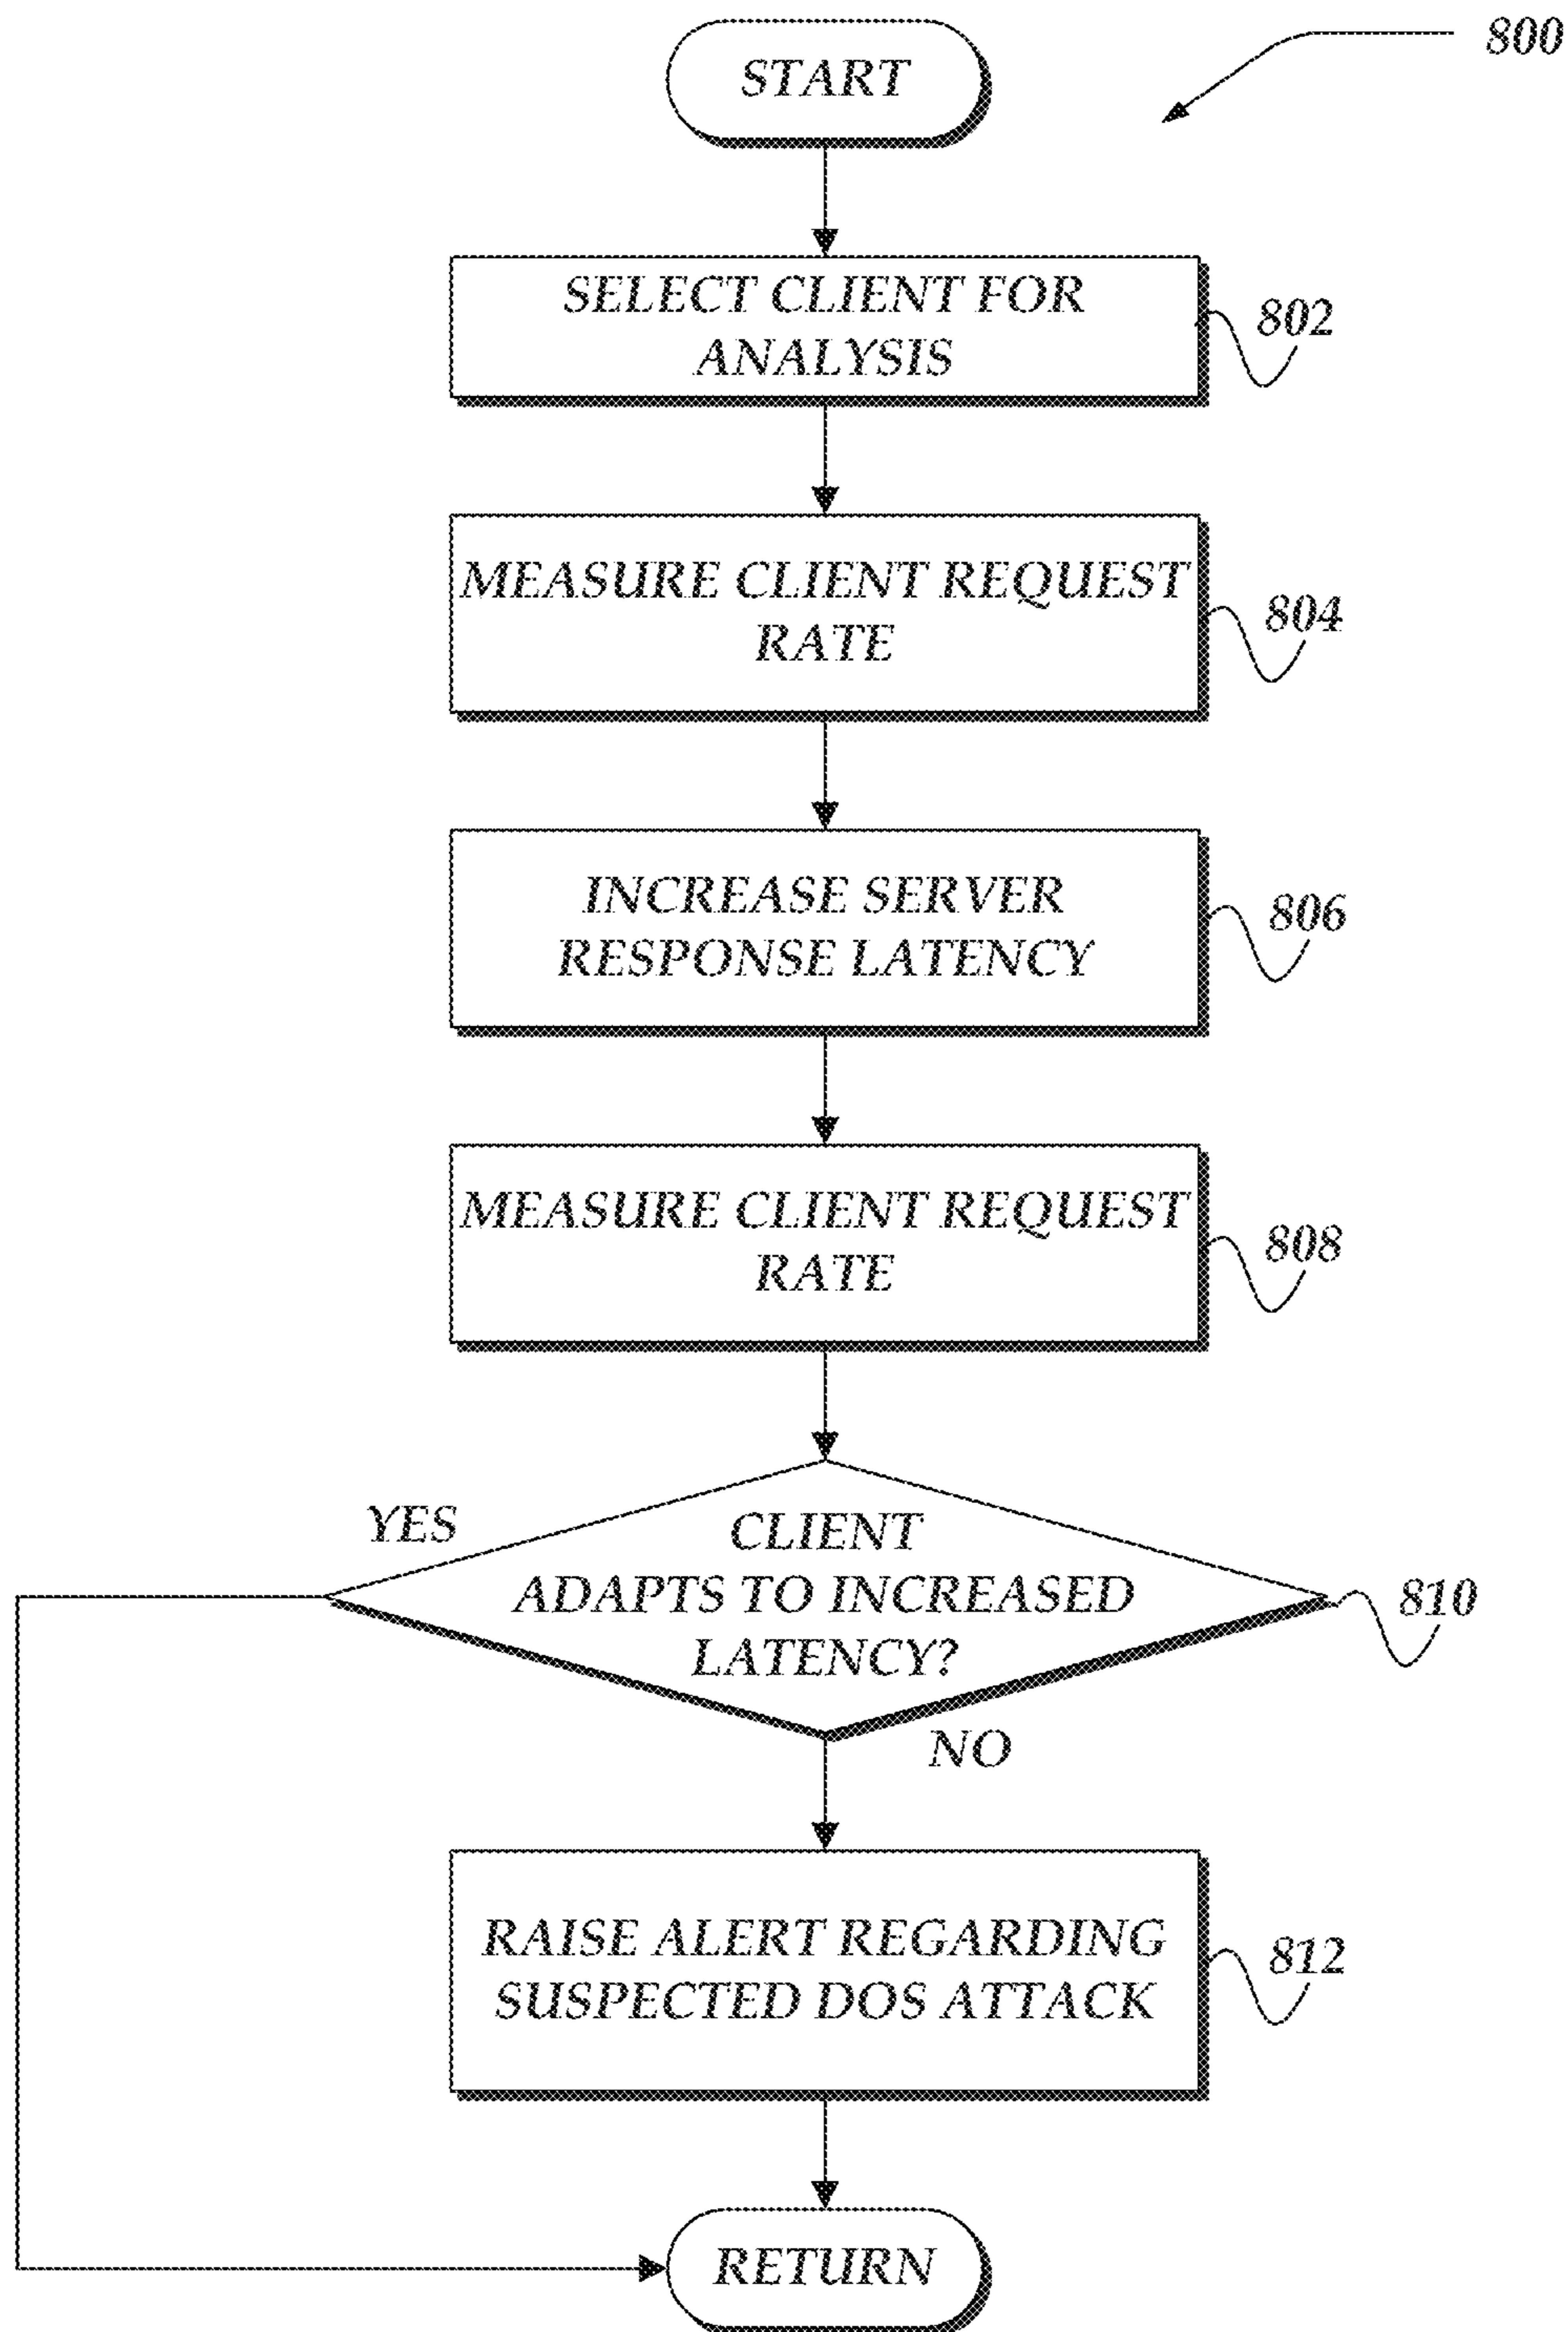 800
START
SELECT CLIENT FOR
ANALYSIS
802
MEASURE CLIENT REQUEST
RATE
804
INCREASE SERVER
RESPONSE LATENCY
806
MEASURE CLIENT REQUEST
RATE
808
YES
CLIENT
ADAPTS TO INCREASED
LATENCY?
810
NO
RAISE ALERT REGARDING
SUSPECTED DOS ATTACK
812
RETURN